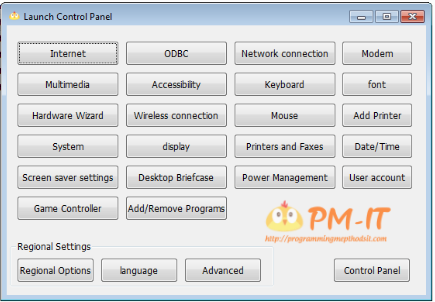 Launch Control Panel
Internet ODBC Network connection Modem
Multimedia Accessibility Keyboard font
Hardware Wizard Wireless connection Mouse Add Printer
System display Printers and Faxes Date/Time
Screen saver settings Desktop Briefcase Power Management User account
Game Controller Add/Remove Programs
PM-IT
http://programmingmepthodsit.com
Regional Settings
Regional Options language Advanced Control Panel